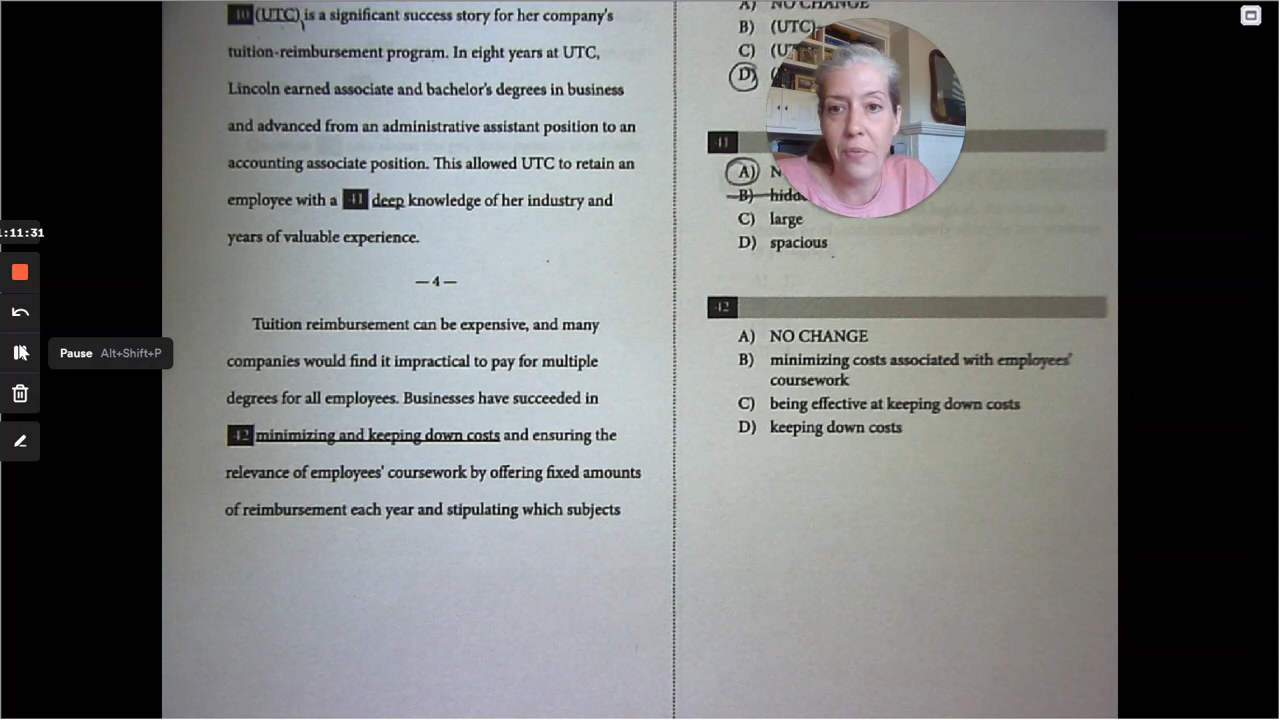 40 (UTC), is a significant success story for her company's
tuition-reimbursement program. In eight years at UTC,
Lincoln earned associate and bachelor's degrees in business
and advanced from an administrative assistant position to an
accounting associate position. This allowed UTC to retain an
employee with a 41 deep knowledge of her industry and
years of valuable experience.
—4—
Tuition reimbursement can be expensive, and many
companies would find it impractical to pay for multiple
degrees for all employees. Businesses have succeeded in
42 minimizing and keeping down costs and ensuring the
relevance of employees' coursework by offering fixed amounts
of reimbursement each year and stipulating which subjects
A) NO CHANGE
B) (UTC)
C)
D)
41
A)
B)
C) large
D) spacious
42
A) NO CHANGE
B) minimizing costs associated with employees'
coursework
C) being effective at keeping down costs
D) keeping down costs
1:11:31
Pause Alt+Shift+P